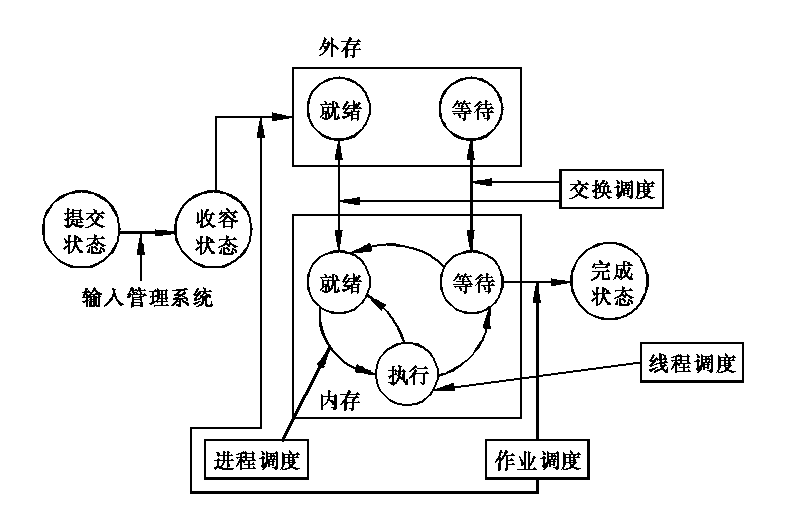 外存
就绪
等待
交换调度
提交
状态
收容
状态
输入管理系统
就绪
等待
完成
状态
执行
线程调度
内存
进程调度
作业调度